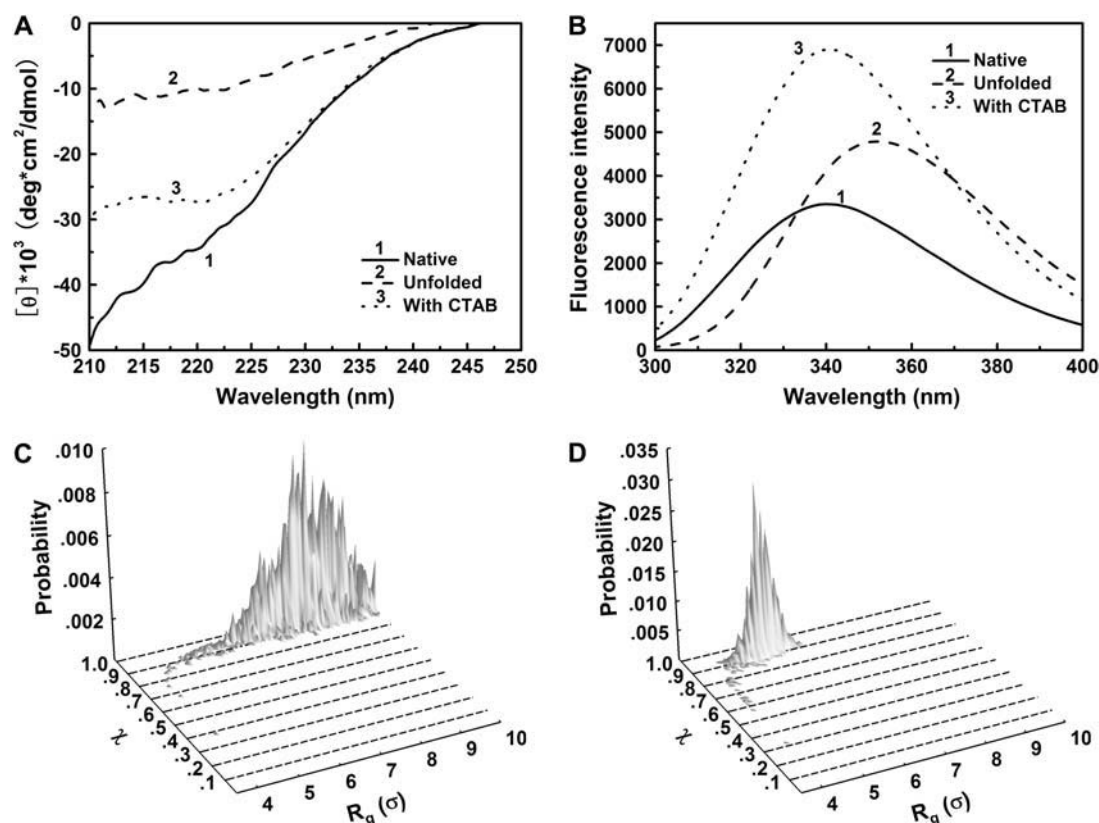 A
[θ]*10³ (deg*cm²/dmol)
0
-10
-20
-30
-40
-50
2
3
1
1 Native
2 Unfolded
3 With CTAB
210 215 220 225 230 235 240 245 250
Wavelength (nm)
B
Fluorescence intensity
7000
6000
5000
4000
3000
2000
1000
0
3
2
1
1 Native
2 Unfolded
3 With CTAB
300 320 340 360 380 400
Wavelength (nm)
C
Probability
.010
.008
.006
.004
.002
1.0
.9
.8
.7
.6
.5
.4
.3
.2
.1
χ
4 5 6 7 8 9 10
Rg (σ)
D
Probability
.035
.030
.025
.020
.015
.010
.005
1.0
.9
.8
.7
.6
.5
.4
.3
.2
.1
χ
4 5 6 7 8 9 10
Rg (σ)